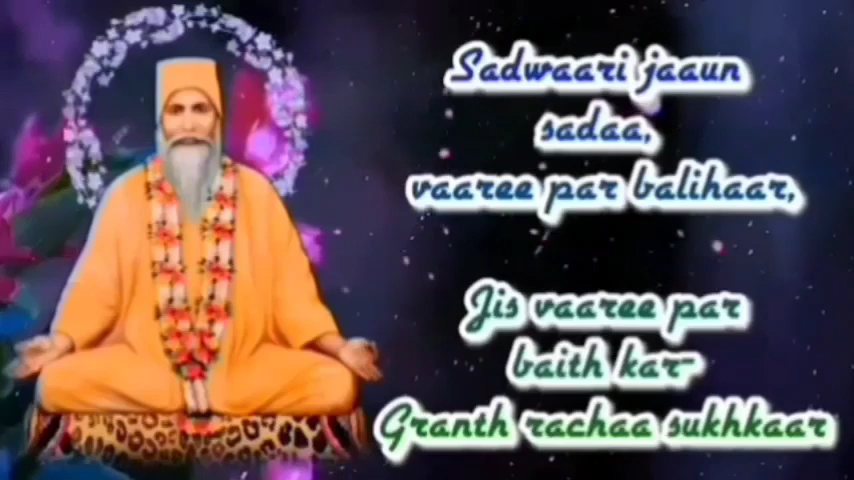 Sadwaari jaaun
sadaa,
vaaree par balihaar,
Jis vaaree par
baith kar-
Granth rachaa sukhkaar